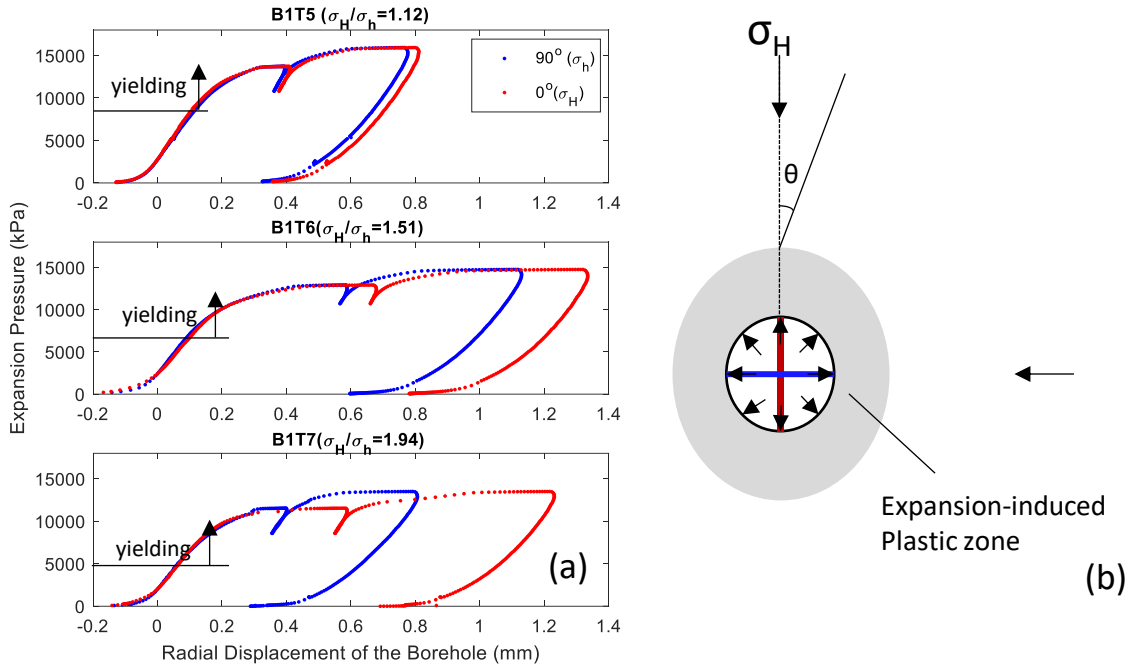 B1T5 (σH/σh=1.12)
15000
10000
5000
0
yielding
90° (σh)
0°(σH)
-0.2 0 0.2 0.4 0.6 0.8 1 1.2 1.4
B1T6(σH/σh=1.51)
15000
10000
5000
0
yielding
-0.2 0 0.2 0.4 0.6 0.8 1 1.2 1.4
B1T7(σH/σh=1.94)
15000
10000
5000
0
yielding
(a)
-0.2 0 0.2 0.4 0.6 0.8 1 1.2 1.4
Expansion Pressure (kPa)
Radial Displacement of the Borehole (mm)
σH
θ
Expansion-induced
Plastic zone
(b)